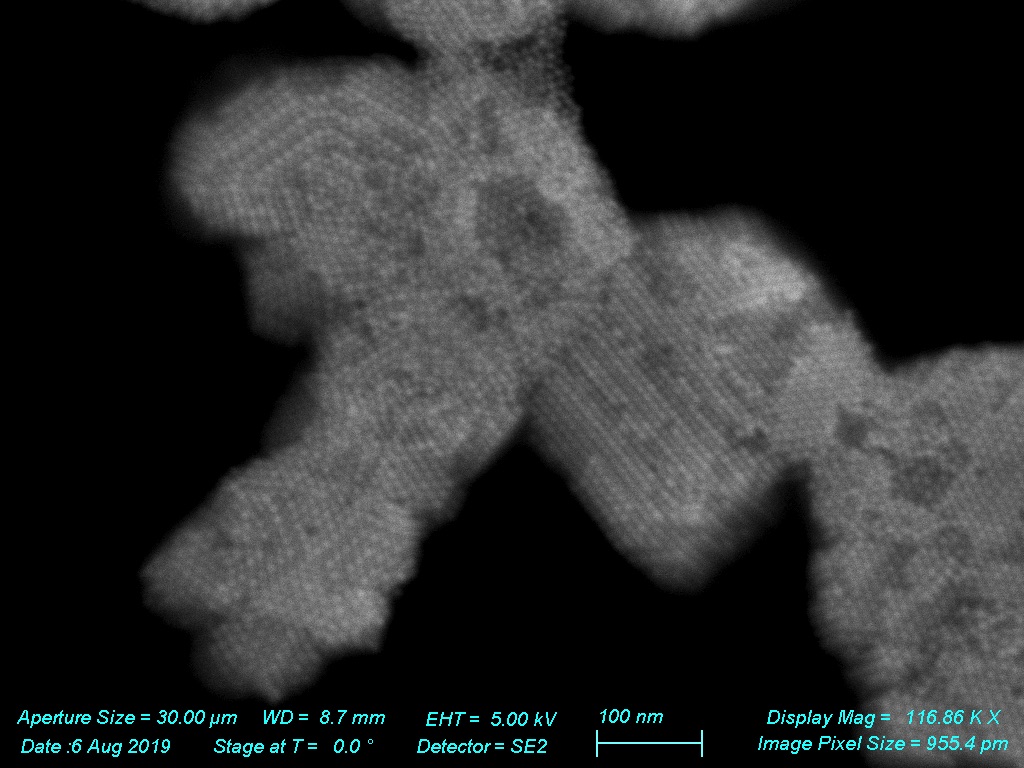 Aperture Size = 30.00 µm WD = 8.7 mm EHT = 5.00 kV 100 nm Display Mag = 116.86 K X
Date :6 Aug 2019 Stage at T = 0.0 ° Detector = SE2 Image Pixel Size = 955.4 pm